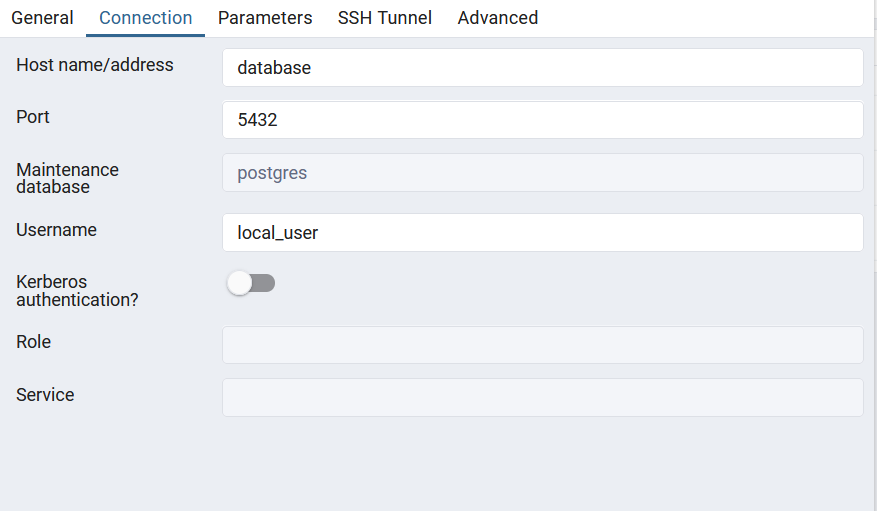 General Connection Parameters SSH Tunnel Advanced
Host name/address database
Port 5432
Maintenance
database postgres
Username local_user
Kerberos
authentication?
Role
Service